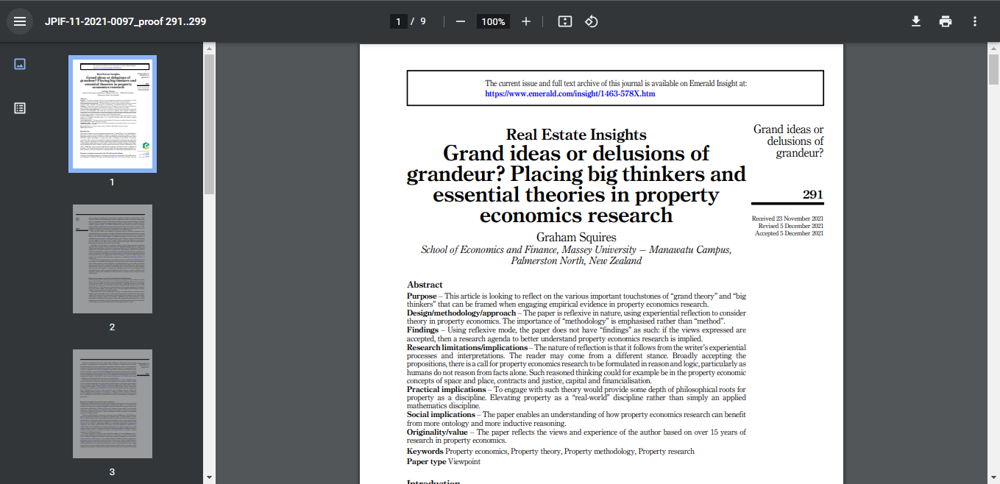 JPIF-11-2021-0097_proof 291..299
1 / 9
100%
1
2
3
The current issue and full text archive of this journal is available on Emerald Insight at:
https://www.emerald.com/insight/1463-578X.htm
Real Estate Insights
Grand ideas or delusions of
grandeur? Placing big thinkers and
essential theories in property
economics research
Graham Squires
School of Economics and Finance, Massey University – Manawatu Campus,
Palmerston North, New Zealand
Grand ideas or
delusions of
grandeur?
291
Received 23 November 2021
Revised 5 December 2021
Accepted 5 December 2021
Abstract
Purpose – This article is looking to reflect on the various important touchstones of “grand theory” and “big
thinkers” that can be framed when engaging empirical evidence in property economics research.
Design/methodology/approach – The paper is reflexive in nature, using experiential reflection to consider
theory in property economics. The importance of “methodology” is emphasised rather than “method”.
Findings – Using reflexive mode, the paper does not have “findings” as such: if the views expressed are
accepted, then a research agenda to better understand property economics research is implied.
Research limitations/implications – The nature of reflection is that it follows from the writer’s experiential
processes and interpretations. The reader may come from a different stance. Broadly accepting the
propositions, there is a call for property economics research to be formulated in reason and logic, particularly as
humans do not reason from facts alone. Such reasoned thinking could for example be in the property economic
concepts of space and place, contracts and justice, capital and financialisation.
Practical implications – To engage with such theory would provide some depth of philosophical roots for
property as a discipline. Elevating property as a “real-world” discipline rather than simply an applied
mathematics discipline.
Social implications – The paper enables an understanding of how property economics research can benefit
from more ontology and more inductive reasoning.
Originality/value – The paper reflects the views and experience of the author based on over 15 years of
research in property economics.
Keywords Property economics, Property theory, Property methodology, Property research
Paper type Viewpoint
Introduction